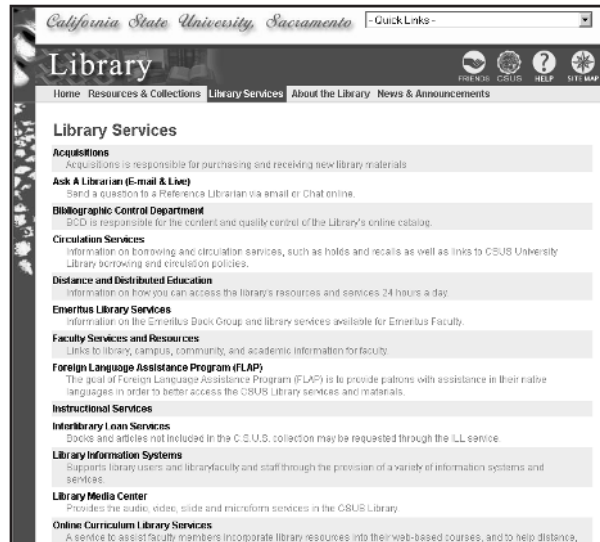 California State University, Sacramento
- Quick Links -
Library
FRIENDS CSUS HELP SITE MAP
Home Resources & Collections Library Services About the Library News & Announcements
Library Services
Acquisitions
Acquisitions is responsible for purchasing and receiving new library materials
Ask A Librarian (E-mail & Live)
Send a question to a Reference Librarian via email or Chat online.
Bibliographic Control Department
BCD is responsible for the content and quality control of the Library's online catalog.
Circulation Services
Information on borrowing and circulation services, such as holds and recalls as well as links to CSUS University
Library borrowing and circulation policies.
Distance and Distributed Education
Information on how you can access the library's resources and services 24 hours a day.
Emeritus Library Services
Information on the Emeritus Book Group and library services available for Emeritus Faculty.
Faculty Services and Resources
Links to library, campus, community, and academic information for faculty.
Foreign Language Assistance Program (FLAP)
The goal of Foreign Language Assistance Program (FLAP) is to provide patrons with assistance in their native
languages in order to better access the CSUS Library services and materials.
Instructional Services
Interlibrary Loan Services
Books and articles not included in the C.S.U.S. collection may be requested through the ILL service.
Library Information Systems
Supports library users and libraryfaculty and staff through the provision of a variety of information systems and
services.
Library Media Center
Provides the audio, video, slide and microform services in the CSUS Library.
Online Curriculum Library Services
A service to assist faculty members incorporate library resources into their web-based courses, and to help distance,